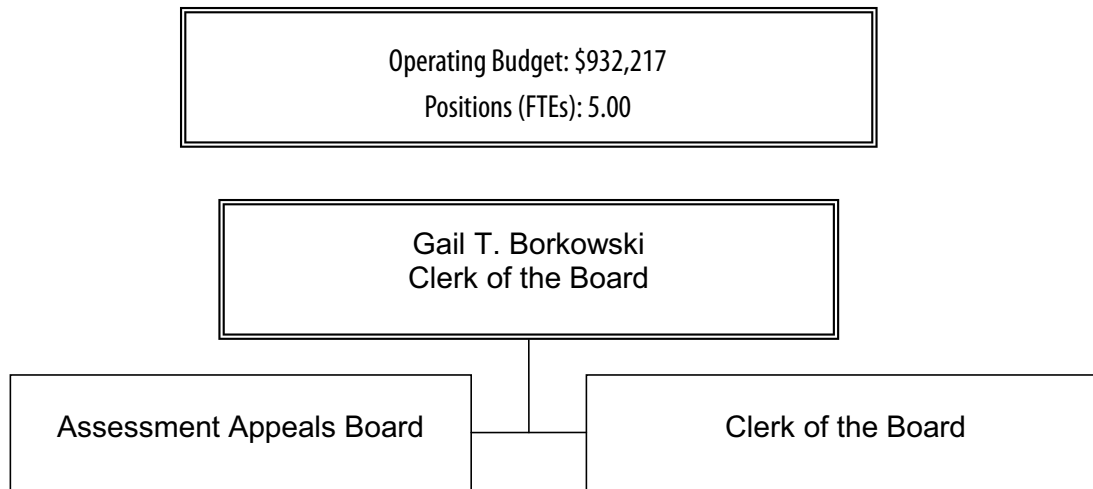 Operating Budget: $932,217
Positions (FTEs): 5.00
Gail T. Borkowski
Clerk of the Board
Assessment Appeals Board
Clerk of the Board